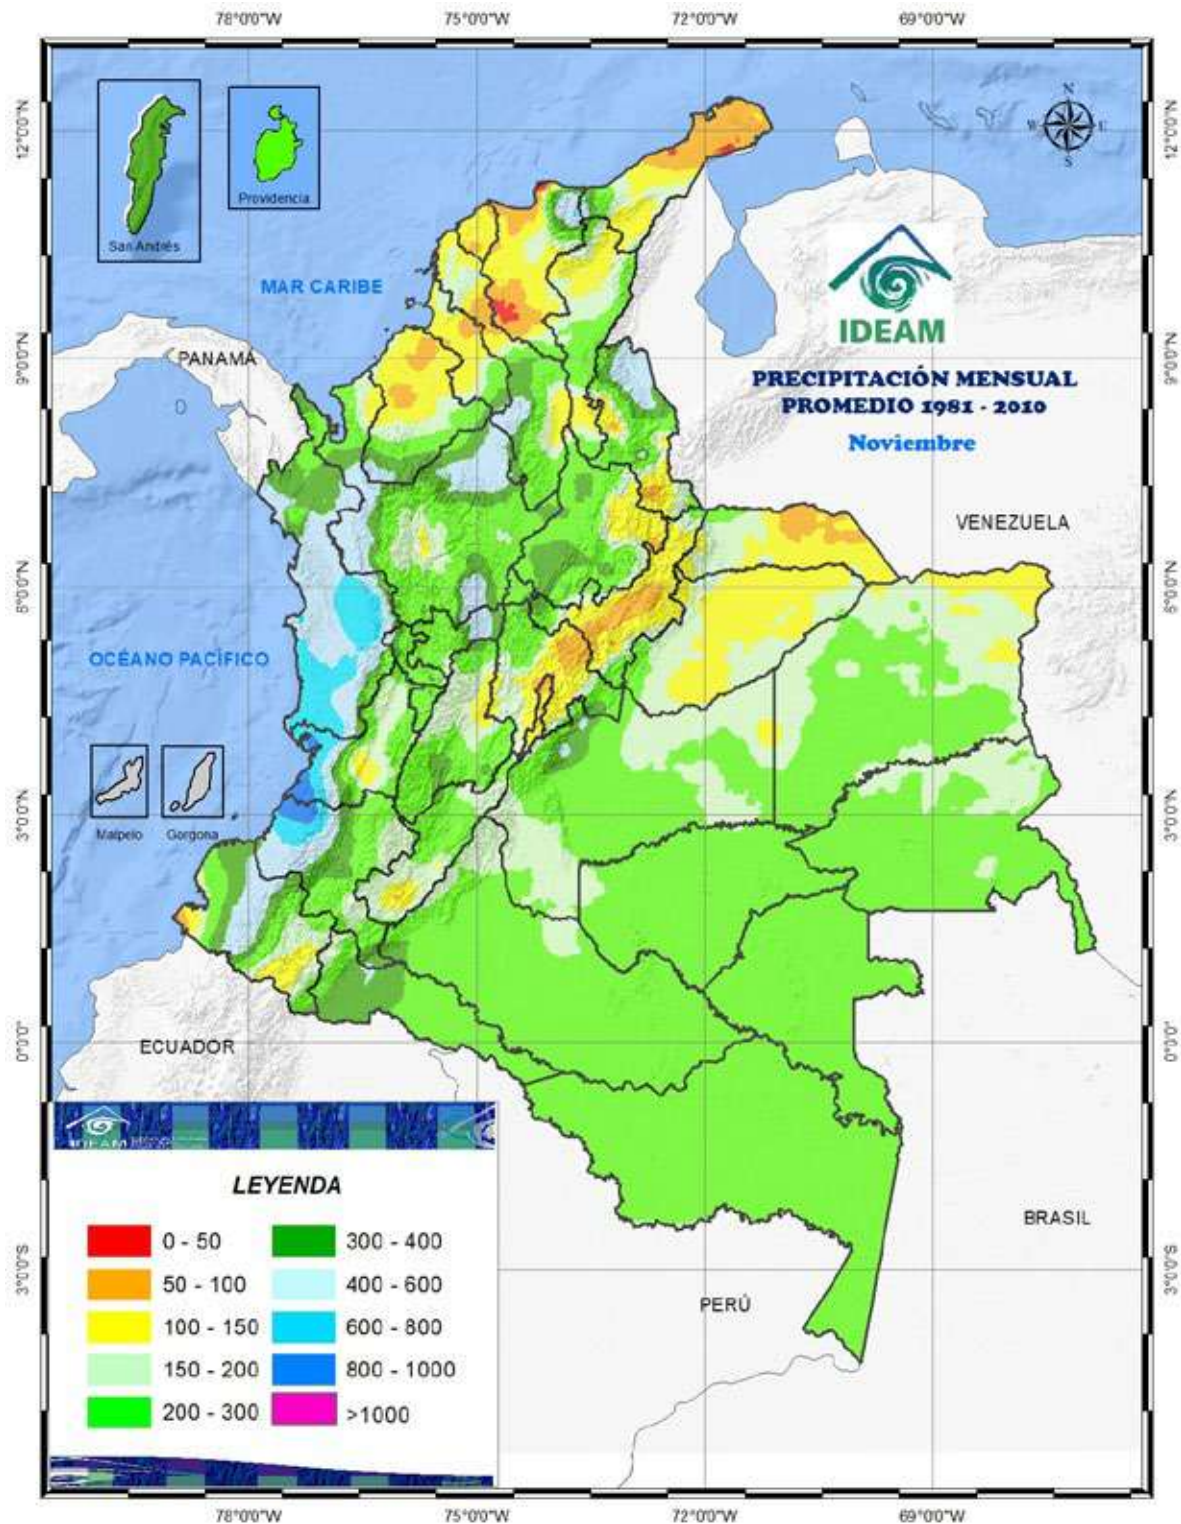 78°0'0"W 75°0'0"W 72°0'0"W 69°0'0"W
12°0'0"N 12°0'0"N
N
W E
S
San Andrés
Providencia
MAR CARIBE
IDEAM
PRECIPITACIÓN MENSUAL
PROMEDIO 1981 - 2010
Noviembre
9°0'0"N 9°0'0"N
PANAMÁ
VENEZUELA
6°0'0"N 6°0'0"N
OCÉANO PACÍFICO
Malpelo
Gorgona
3°0'0"N 3°0'0"N
ECUADOR
0°0'0" 0°0'0"
IDEAM
LEYENDA
0 - 50
50 - 100
100 - 150
150 - 200
200 - 300
300 - 400
400 - 600
600 - 800
800 - 1000
>1000
BRASIL
PERÚ
3°0'0"S 3°0'0"S
78°0'0"W 75°0'0"W 72°0'0"W 69°0'0"W